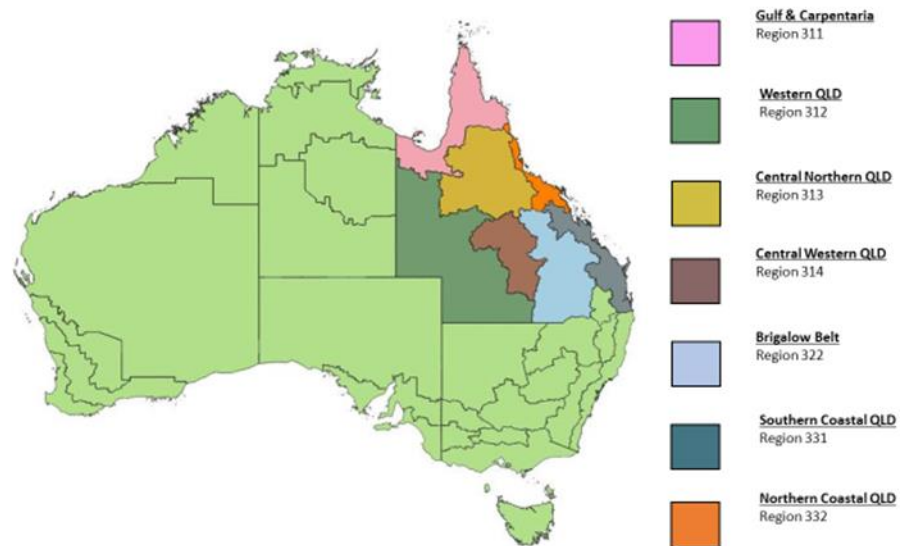 Gulf & Carpentaria
Region 311
Western QLD
Region 312
Central Northern QLD
Region 313
Central Western QLD
Region 314
Brigalow Belt
Region 322
Southern Coastal QLD
Region 331
Northern Coastal QLD
Region 332